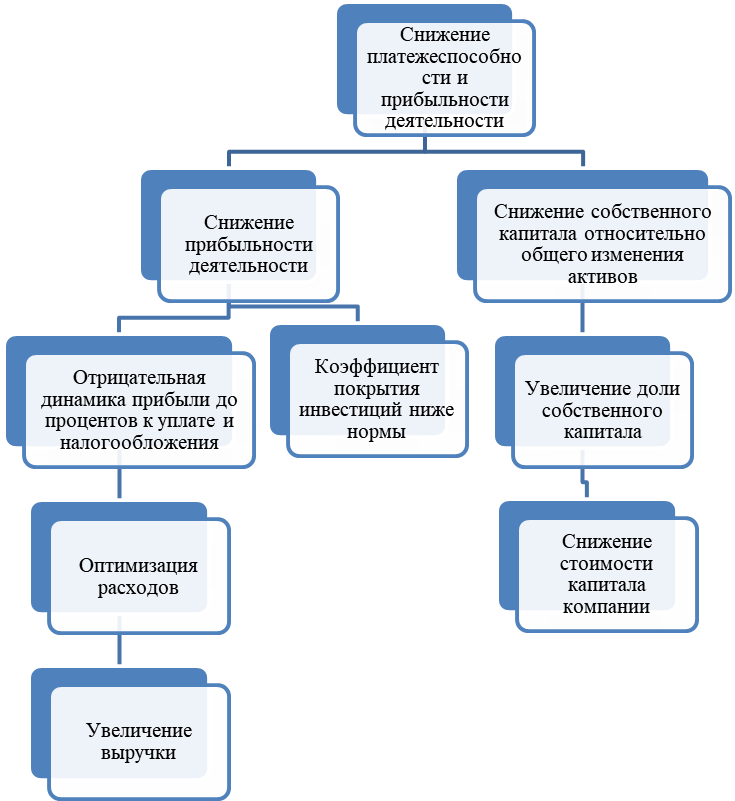 Снижение
платежеспособно
сти и
прибыльности
деятельности
Снижение
прибыльности
деятельности
Снижение собственного
капитала относительно
общего изменения
активов
Отрицательная
динамика прибыли до
процентов к уплате и
налогообложения
Коэффициент
покрытия
инвестиций ниже
нормы
Увеличение доли
собственного
капитала
Оптимизация
расходов
Снижение
стоимости
капитала
компании
Увеличение
выручки